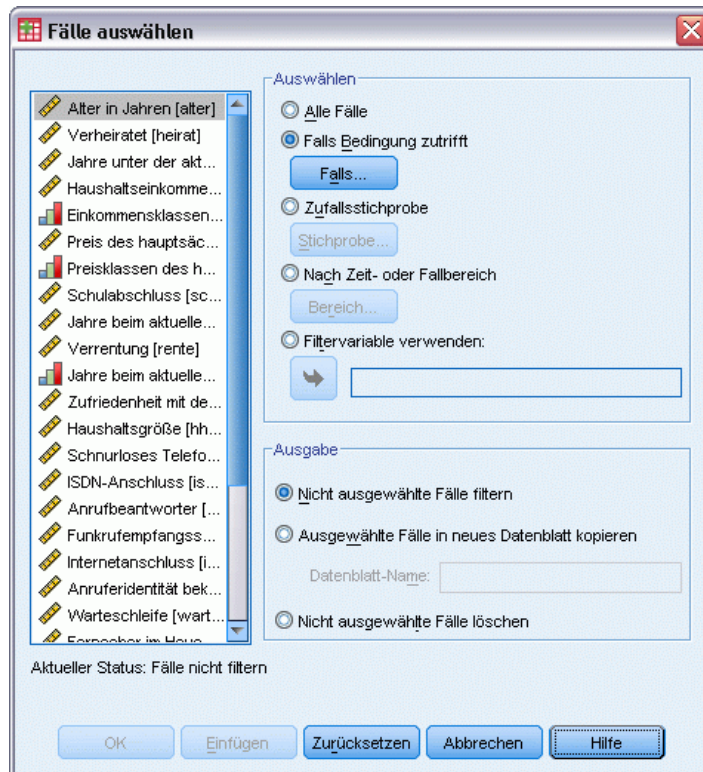 Fälle auswählen
Alter in Jahren [alter]
Verheiratet [heirat]
Jahre unter der akt...
Haushaltseinkomme...
Einkommensklassen...
Preis des hauptsäc...
Preisklassen des h...
Schulabschluss [sc...
Jahre beim aktuelle...
Verrentung [rente]
Jahre beim aktuelle...
Zufriedenheit mit de...
Haushaltsgröße [hh...
Schnurloses Telefo...
ISDN-Anschluss [is...
Anrufbeantworter [...
Funkrufempfangss...
Internetanschluss [i...
Anruferidentität bek...
Warteschleife [wart...
Auswählen
Alle Fälle
Falls Bedingung zutrifft
Falls...
Zufallsstichprobe
Stichprobe...
Nach Zeit- oder Fallbereich
Bereich...
Filtervariable verwenden:
Ausgabe
Nicht ausgewählte Fälle filtern
Ausgewählte Fälle in neues Datenblatt kopieren
Datenblatt-Name:
Nicht ausgewählte Fälle löschen
Aktueller Status: Fälle nicht filtern
OK
Einfügen
Zurücksetzen
Abbrechen
Hilfe